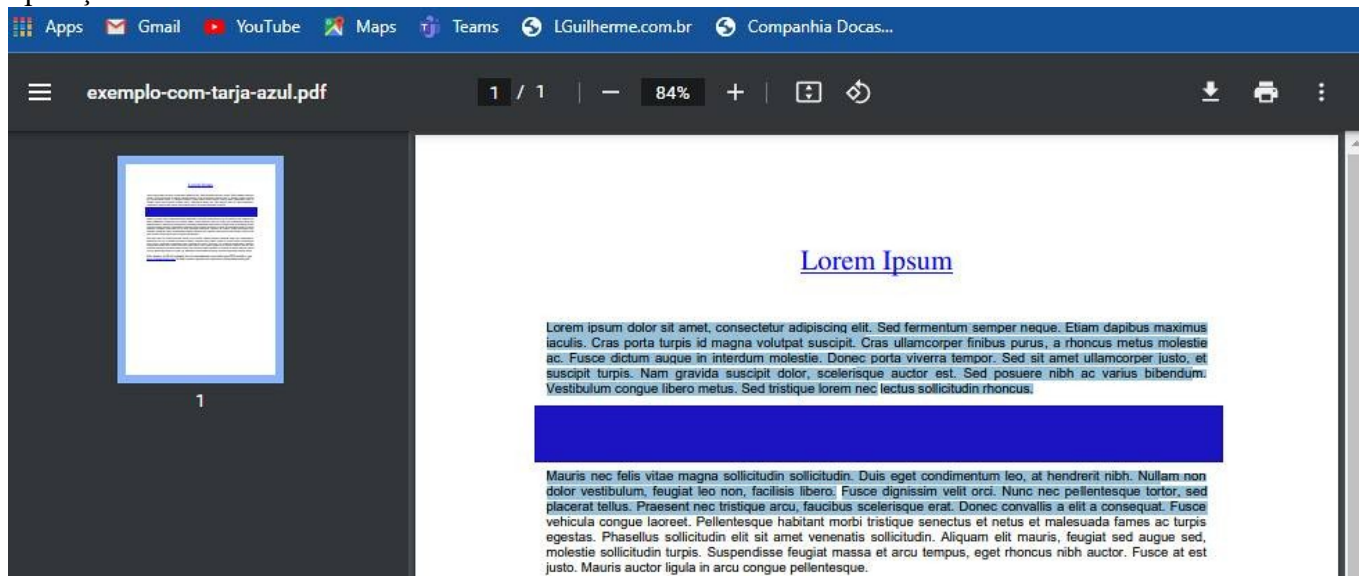 Apps Gmail YouTube Maps Teams LGuilherme.com.br Companhia Docas...
exemplo-com-tarja-azul.pdf 1 / 1 84%
1
Lorem Ipsum
Lorem ipsum dolor sit amet, consectetur adipiscing elit. Sed fermentum semper neque. Etiam dapibus maximus
iaculis. Cras porta turpis id magna volutpat suscipit. Cras ullamcorper finibus purus, a rhoncus metus molestie
ac. Fusce dictum augue in interdum molestie. Donec porta viverra tempor. Sed sit amet ullamcorper justo, et
suscipit turpis. Nam gravida suscipit dolor, scelerisque auctor est. Sed posuere nibh ac varius bibendum.
Vestibulum congue libero metus. Sed tristique lorem nec lectus sollicitudin rhoncus.
Mauris nec felis vitae magna sollicitudin sollicitudin. Duis eget condimentum leo, at hendrerit nibh. Nullam non
dolor vestibulum, feugiat leo non, facilisis libero. Fusce dignissim velit orci. Nunc nec pellentesque tortor, sed
placerat tellus. Praesent nec tristique arcu, faucibus scelerisque erat. Donec convallis a elit a consequat. Fusce
vehicula congue laoreet. Pellentesque habitant morbi tristique senectus et netus et malesuada fames ac turpis
egestas. Phasellus sollicitudin elit sit amet venenatis sollicitudin. Aliquam elit mauris, feugiat sed augue sed,
molestie sollicitudin turpis. Suspendisse feugiat massa et arcu tempus, eget rhoncus nibh auctor. Fusce at est
justo. Mauris auctor ligula in arcu congue pellentesque.